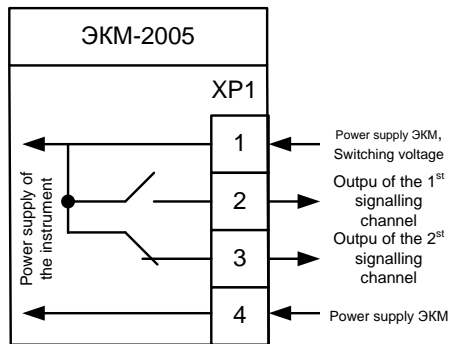 ЭКМ-2005
XP1
Power supply of
the instrument
1
Power supply ЭКМ,
Switching voltage
2
Outpu of the 1st
signalling
channel
3
Outpu of the 2st
signalling
channel
4
Power supply ЭКМ